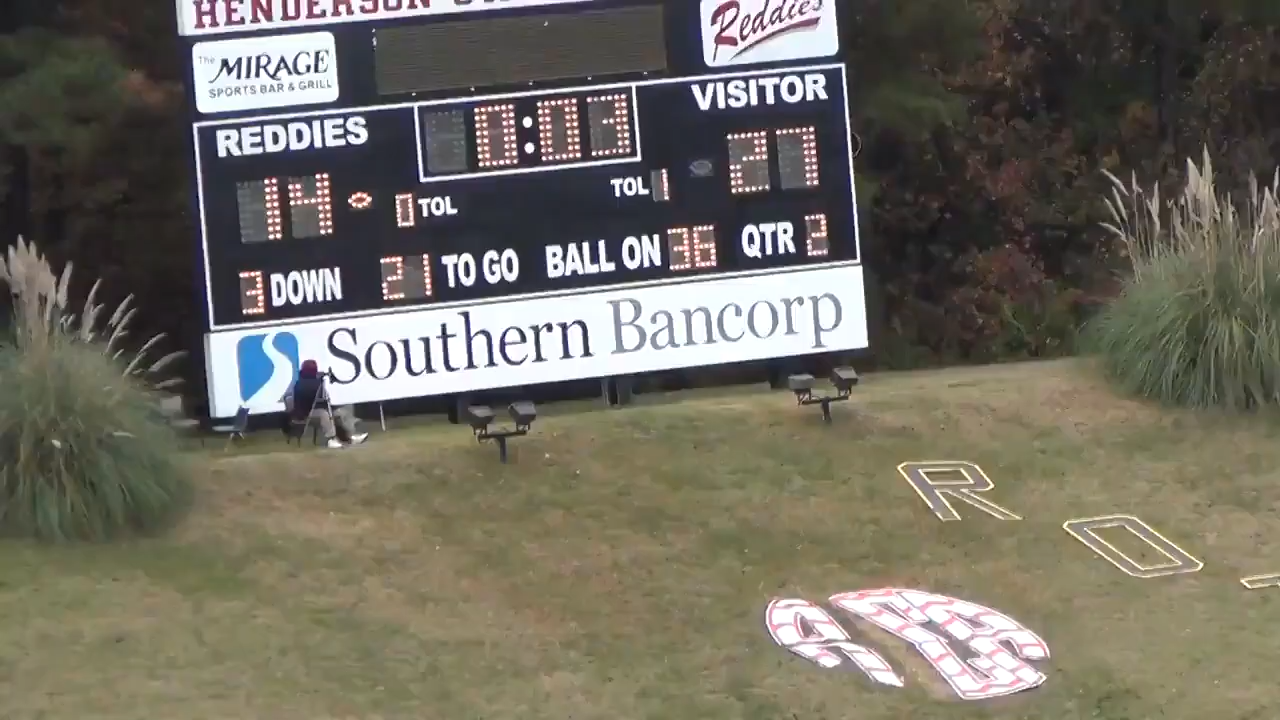 HENDERSON
The
MIRAGE
SPORTS BAR & GRILL
Reddies
REDDIES
0:03
VISITOR
14
0 TOL
TOL 1
27
3 DOWN
21 TO GO
BALL ON 36
QTR 2
Southern Bancorp
R
O